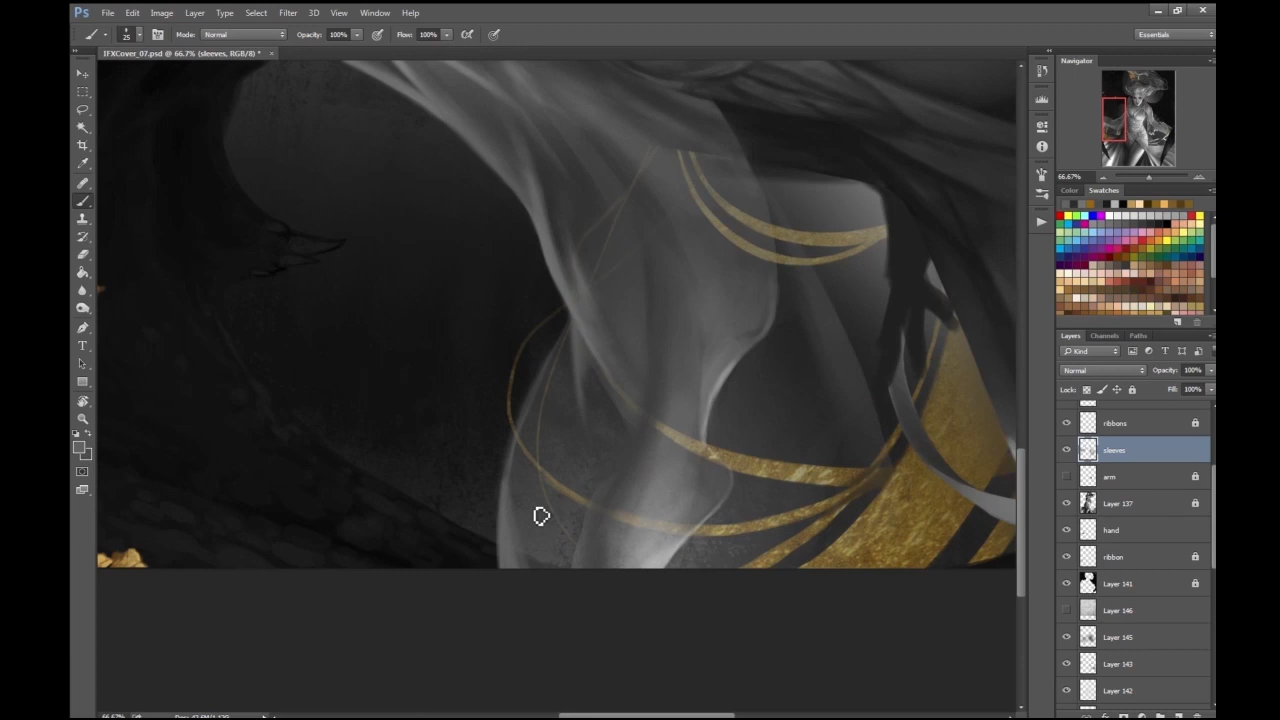 Ps File Edit Image Layer Type Select Filter 3D View Window Help
25 Mode: Normal Opacity: 100% Flow: 100% Essentials
IFXCover_07.psd @ 66.7% (sleeves, RGB/8) * ×
Navigator
66.67%
Color Swatches
Layers Channels Paths
Kind
Normal Opacity: 100%
Lock: Fill: 100%
ribbons
sleeves
arm
Layer 137
hand
ribbon
Layer 141
Layer 146
Layer 145
Layer 143
Layer 142
66.67%